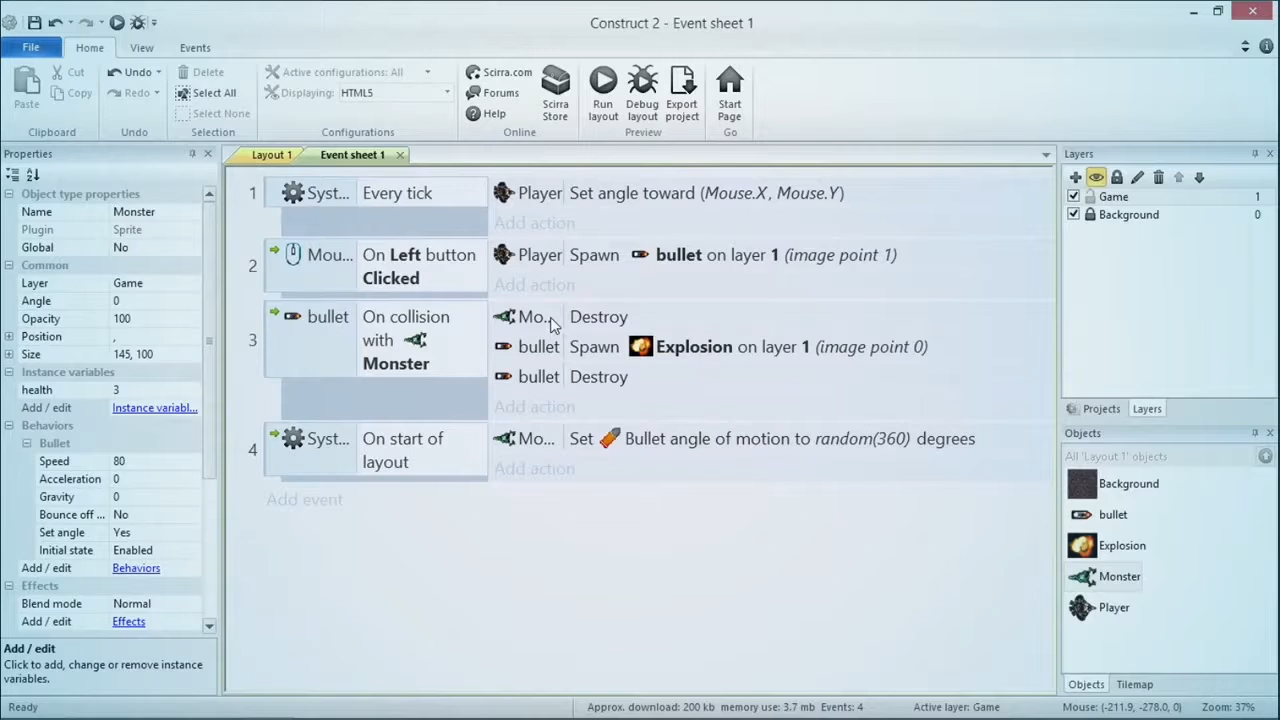 Construct 2 - Event sheet 1
File Home View Events
Paste Cut Copy
Undo Redo
Delete Select All Select None
Active configurations: All
Displaying: HTML5
Scirra.com Forums Help
Scirra Store
Run layout
Debug layout
Export project
Start Page
Clipboard Undo Selection Configurations Online Preview Go
Properties
Object type properties
Name Monster
Plugin Sprite
Global No
Common
Layer Game
Angle 0
Opacity 100
Position ,
Size 145, 100
Instance variables
health 3
Add / edit Instance variabl...
Behaviors
Bullet
Speed 80
Acceleration 0
Gravity 0
Bounce off ... No
Set angle Yes
Initial state Enabled
Add / edit Behaviors
Effects
Blend mode Normal
Add / edit Effects
Add / edit
Click to add, change or remove instance
variables.
Layout 1 Event sheet 1
1 Syst... Every tick Player Set angle toward (Mouse.X, Mouse.Y)
Add action
2 Mou... On Left button Clicked Player Spawn bullet on layer 1 (image point 1)
Add action
3 bullet On collision with Monster Mo... Destroy
bullet Spawn Explosion on layer 1 (image point 0)
bullet Destroy
Add action
4 Syst... On start of layout Mo... Set Bullet angle of motion to random(360) degrees
Add action
Add event
Layers
Game 1
Background
Projects Layers
Objects
All 'Layout 1' objects
Background
bullet
Explosion
Monster
Player
Objects Tilemap
Ready Approx. download: 200 kb memory use: 3.7 mb Events: 4 Active layer: Game Mouse: (-211.9, -278.0, 0) Zoom: 37%